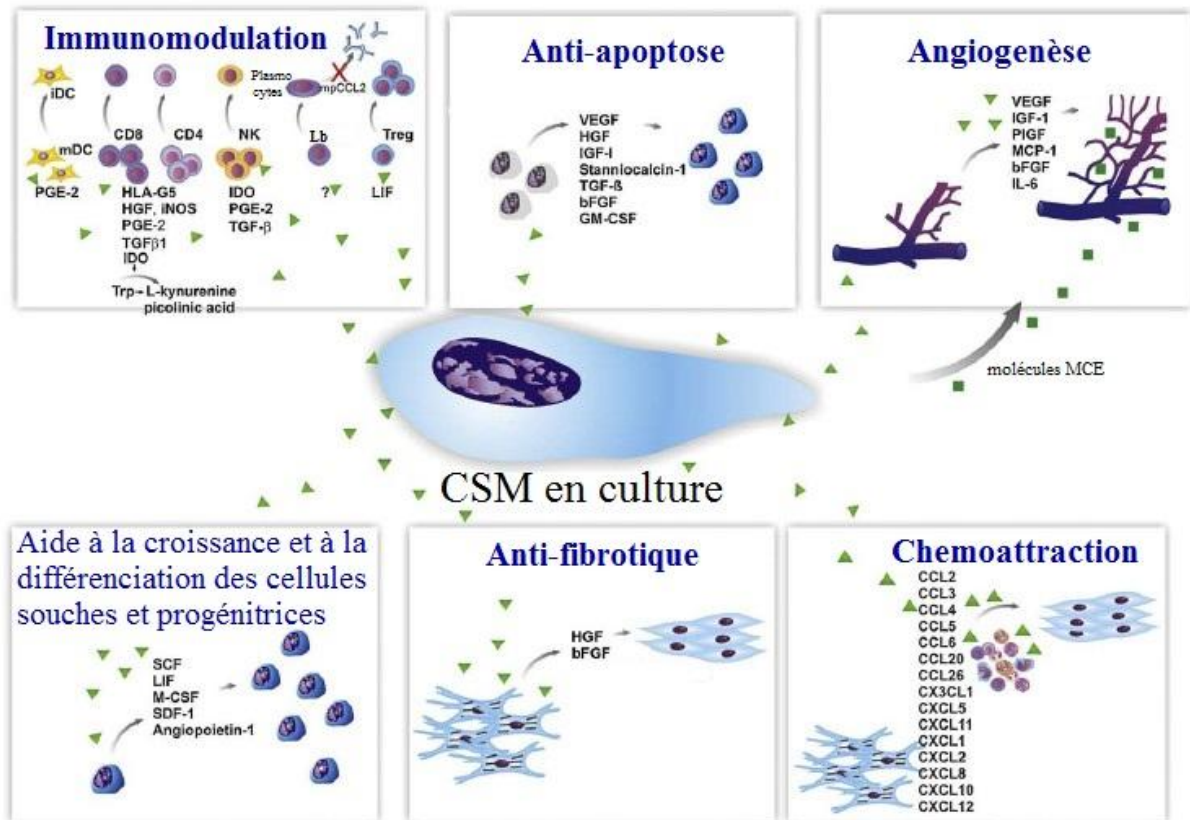 Immunomodulation
iDC
mDC
PGE-2
CD8
CD4
HLA-G5
HGF, iNOS
PGE-2
TGFβ1
IDO
Trp→L-kynurenine
picolinic acid
NK
IDO
PGE-2
TGF-β
Plasmo
cytes
mpCCL2
Lb
?
Treg
LIF
Anti-apoptose
VEGF
HGF
IGF-I
Stanniocalcin-1
TGF-ß
bFGF
GM-CSF
Angiogenèse
VEGF
IGF-1
PIGF
MCP-1
bFGF
IL-6
molécules MCE
CSM en culture
Aide à la croissance et à la
différenciation des cellules
souches et progénitrices
SCF
LIF
M-CSF
SDF-1
Angiopoietin-1
Anti-fibrotique
HGF
bFGF
Chemoattraction
CCL2
CCL3
CCL4
CCL5
CCL6
CCL20
CCL26
CX3CL1
CXCL5
CXCL11
CXCL1
CXCL2
CXCL8
CXCL10
CXCL12